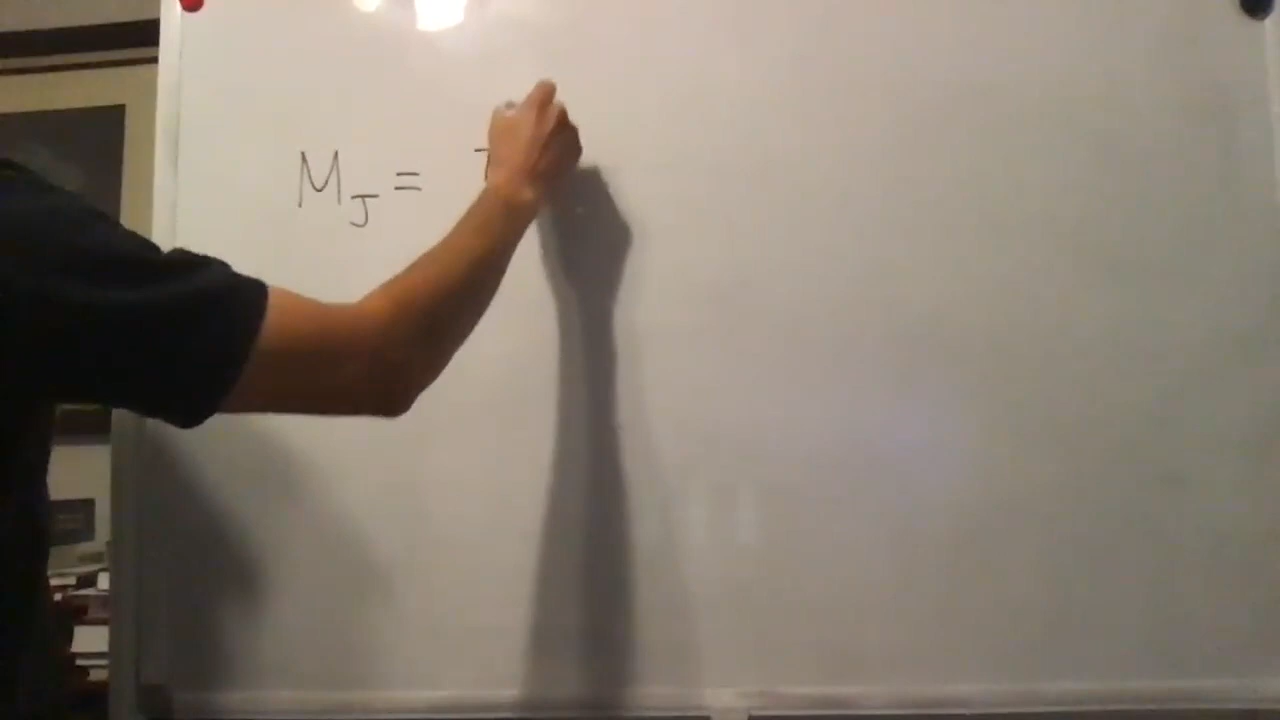 M_J =